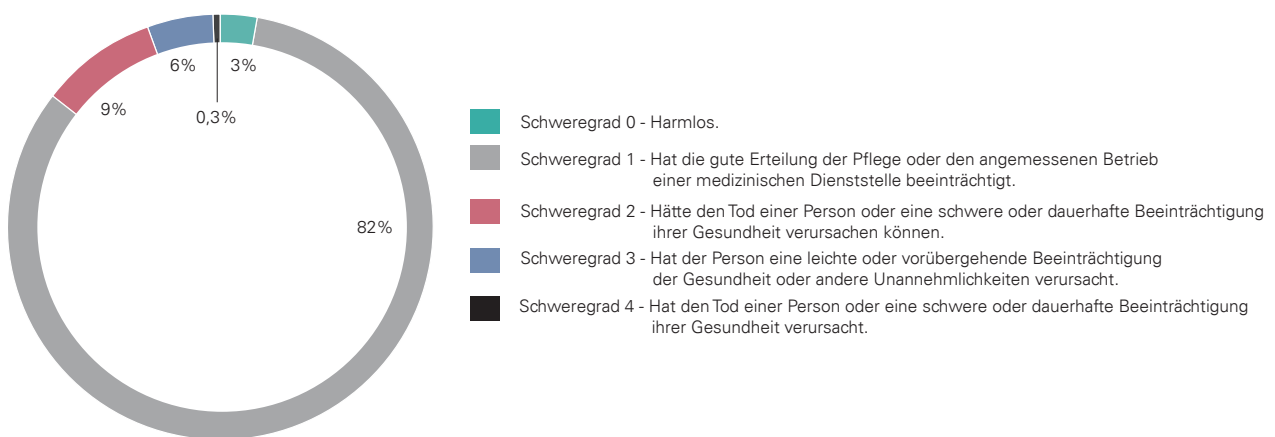 6%
3%
9%
0,3%
82%
Schweregrad 0 - Harmlos.
Schweregrad 1 - Hat die gute Erteilung der Pflege oder den angemessenen Betrieb
einer medizinischen Dienststelle beeinträchtigt.
Schweregrad 2 - Hätte den Tod einer Person oder eine schwere oder dauerhafte Beeinträchtigung
ihrer Gesundheit verursachen können.
Schweregrad 3 - Hat der Person eine leichte oder vorübergehende Beeinträchtigung
der Gesundheit oder andere Unannehmlichkeiten verursacht.
Schweregrad 4 - Hat den Tod einer Person oder eine schwere oder dauerhafte Beeinträchtigung
ihrer Gesundheit verursacht.